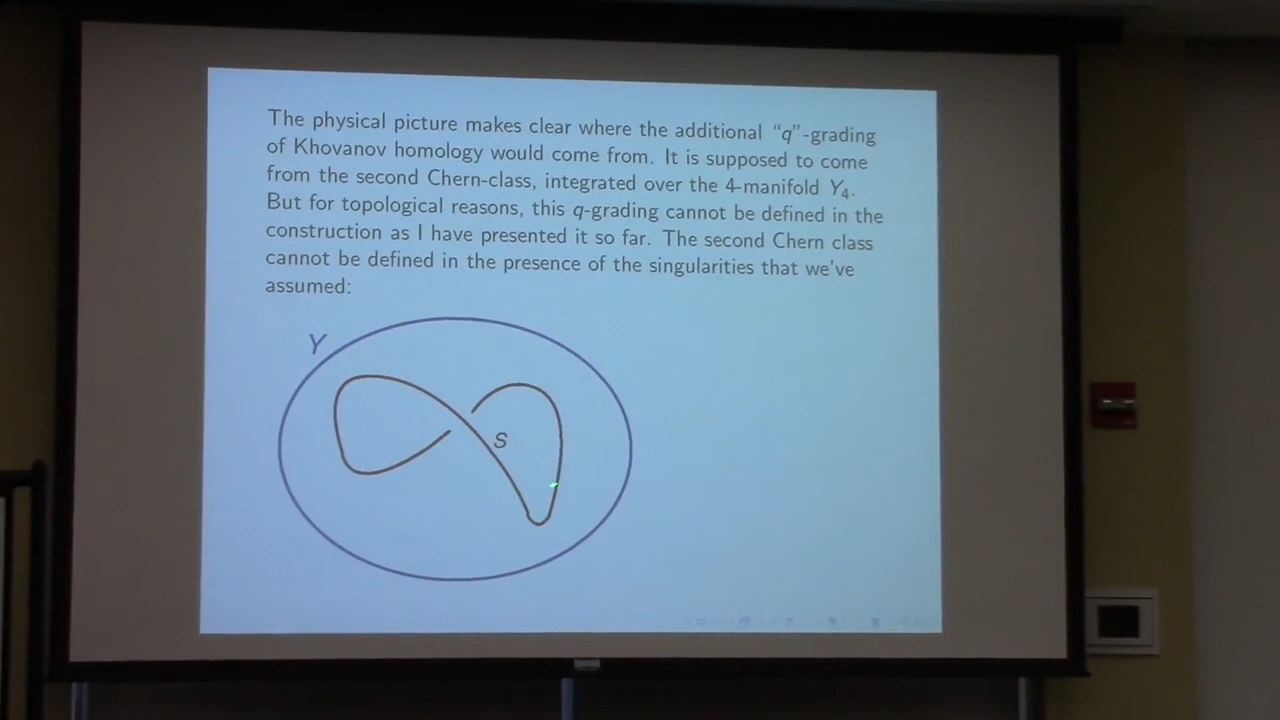 The physical picture makes clear where the additional “q”-grading
of Khovanov homology would come from. It is supposed to come
from the second Chern-class, integrated over the 4-manifold Y₄.
But for topological reasons, this q-grading cannot be defined in the
construction as I have presented it so far. The second Chern class
cannot be defined in the presence of the singularities that we’ve
assumed:
Y
S